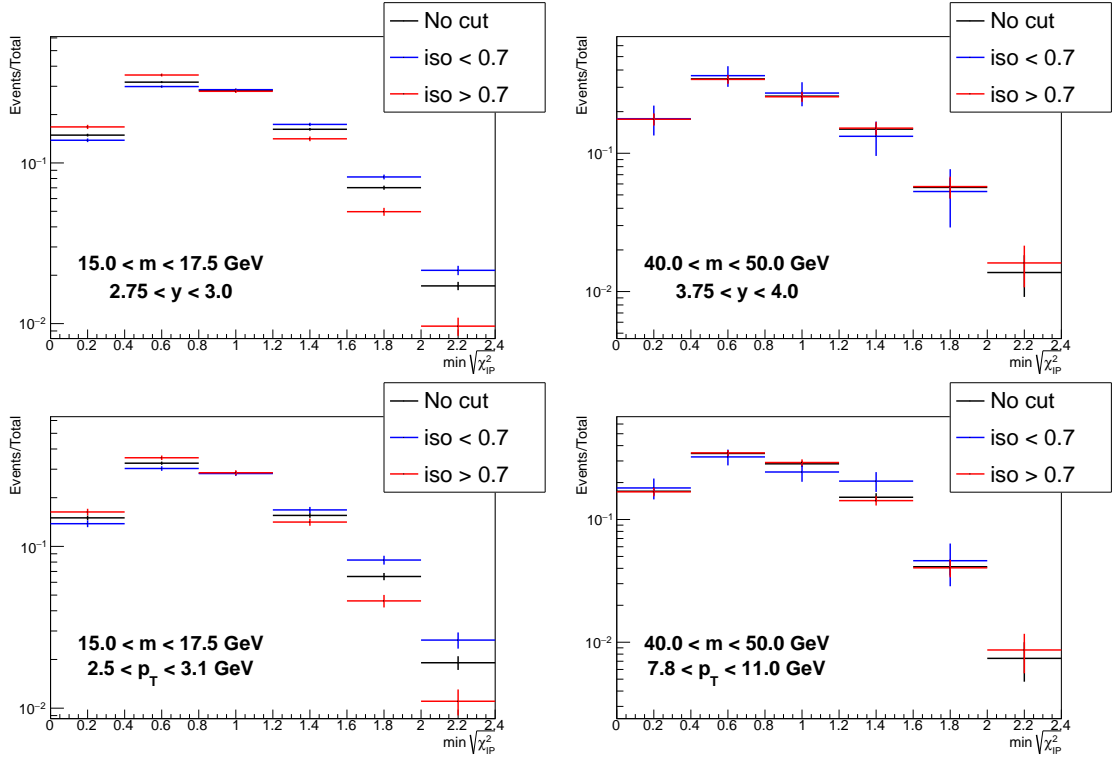 No cut
iso < 0.7
iso > 0.7
Events/Total
10⁻¹
10⁻²
15.0 < m < 17.5 GeV
2.75 < y < 3.0
0 0.2 0.4 0.6 0.8 1 1.2 1.4 1.6 1.8 2 2.2 2.4
min √χ²_IP
No cut
iso < 0.7
iso > 0.7
Events/Total
10⁻¹
10⁻²
40.0 < m < 50.0 GeV
3.75 < y < 4.0
0 0.2 0.4 0.6 0.8 1 1.2 1.4 1.6 1.8 2 2.2 2.4
min √χ²_IP
No cut
iso < 0.7
iso > 0.7
Events/Total
10⁻¹
10⁻²
15.0 < m < 17.5 GeV
2.5 < p_T < 3.1 GeV
0 0.2 0.4 0.6 0.8 1 1.2 1.4 1.6 1.8 2 2.2 2.4
min √χ²_IP
No cut
iso < 0.7
iso > 0.7
Events/Total
10⁻¹
10⁻²
40.0 < m < 50.0 GeV
7.8 < p_T < 11.0 GeV
0 0.2 0.4 0.6 0.8 1 1.2 1.4 1.6 1.8 2 2.2 2.4
min √χ²_IP